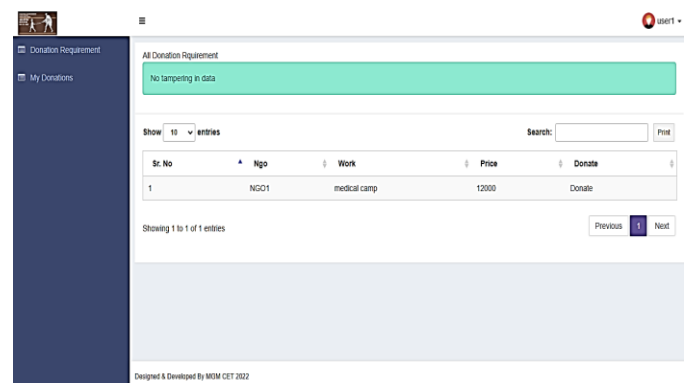 user1
Donation Requirement
My Donations
All Donation Rquirement
No tampering in data
Show 10 entries
Search:
Print
Sr. No Ngo Work Price Donate
1 NGO1 medical camp 12000 Donate
Showing 1 to 1 of 1 entries
Previous 1 Next
Designed & Developed By MGM CET 2022